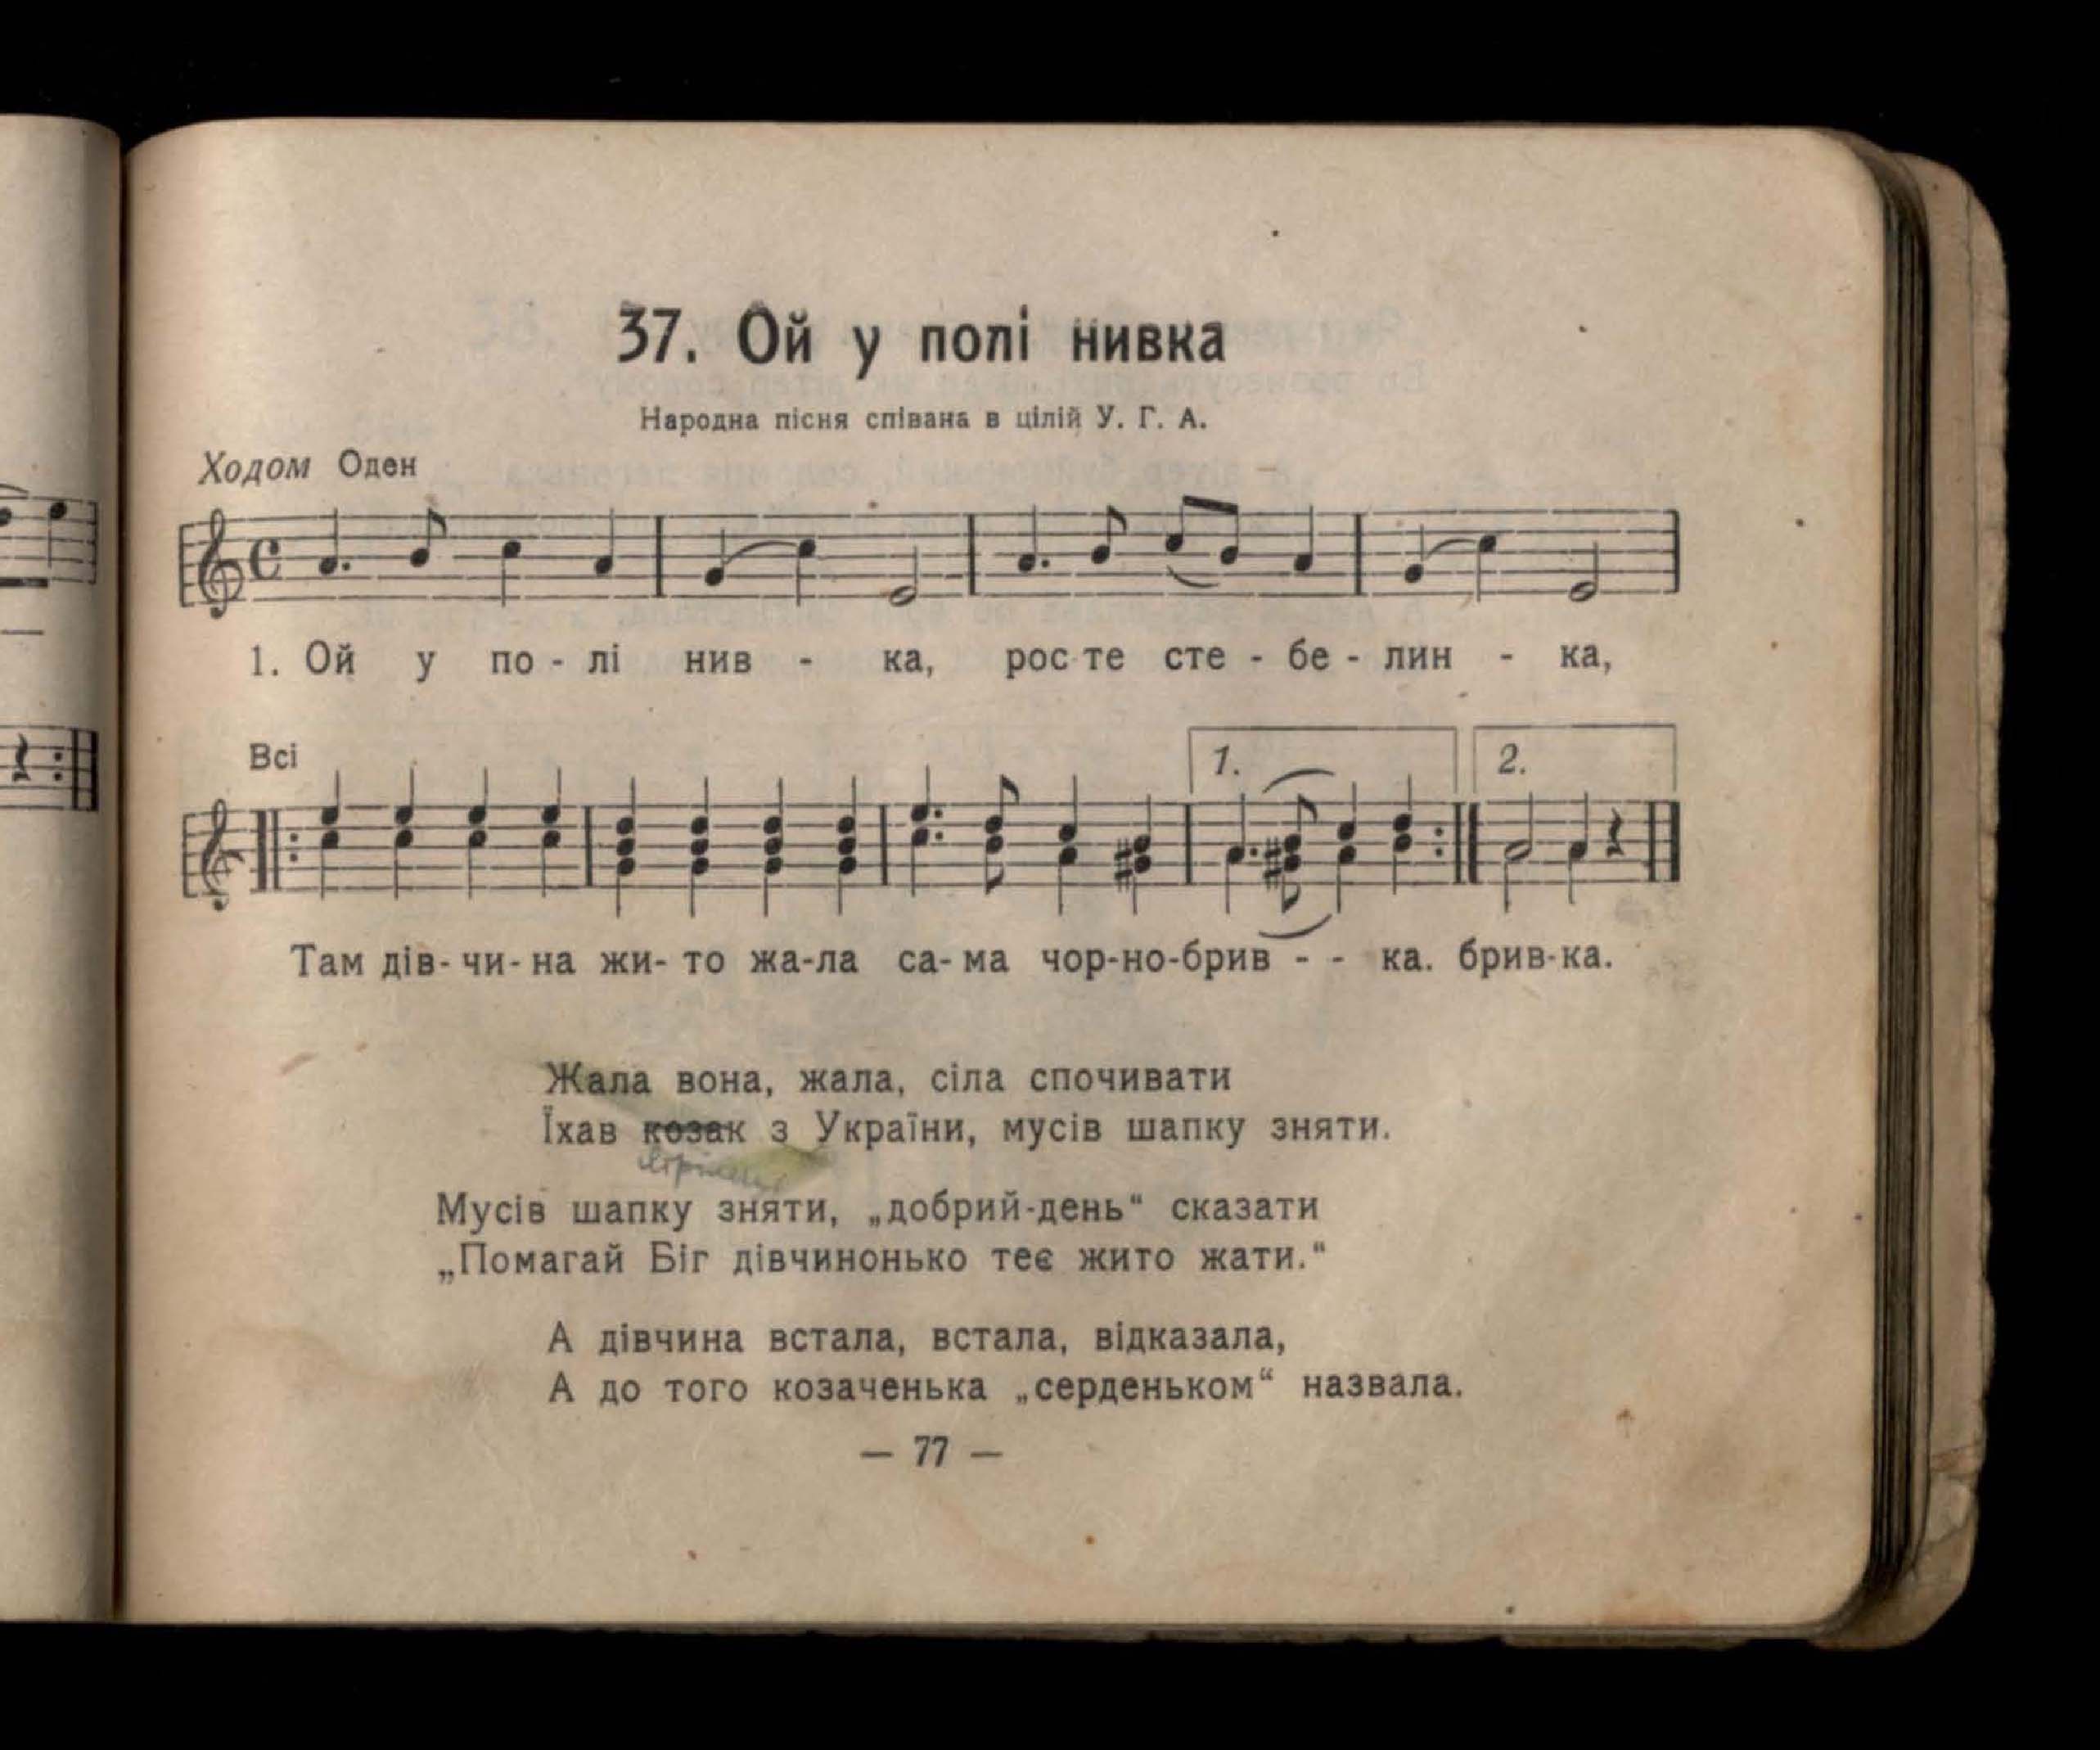 37. Ой у полі нивка
Народна пісня співана в цілій У. Г. А.
Ходом Оден
1. Ой у по - лі нив - ка, рос те сте - бе - лин - ка,
Всі
1. 2.
Там дів- чи- на жи- то жа-ла са- ма чор-но-брив - - ка. брив-ка.
Жала вона, жала, сіла спочивати
Їхав козак з України, мусів шапку зняти.
Мусів шапку зняти, „добрий-день“ сказати
„Помагай Біг дівчинонько теє жито жати.“
А дівчина встала, встала, відказала,
А до того козаченька „серденьком“ назвала.
— 77 —